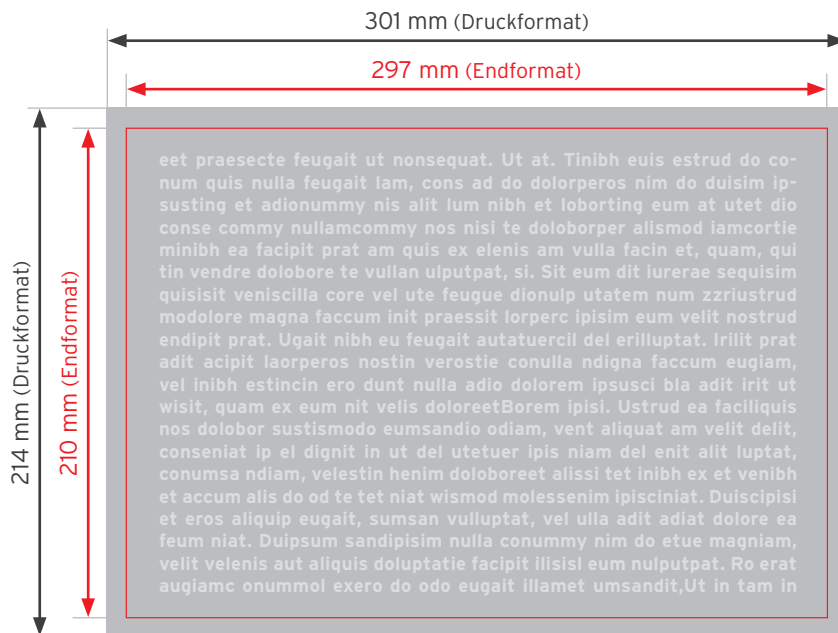 301 mm (Druckformat)
297 mm (Endformat)
214 mm (Druckformat)
210 mm (Endformat)
eet praesecte feugait ut nonsequat. Ut at. Tinibh euis estrud do co-
num quis nulla feugait lam, cons ad do dolorperos nim do duisim ip-
susting et adionummy nis alit lum nibh et loborting eum at utet dio
conse commy nullamcommy nos nisi te doloborper alismod iamcortie
minibh ea facipit prat am quis ex elenis am vulla facin et, quam, qui
tin vendre dolobore te vullan ulputpat, si. Sit eum dit iurerae sequisim
quisisit veniscilla core vel ute feugue dionulp utatem num zzriustrud
modolore magna faccum init praessit lorperc ipisim eum velit nostrud
endipit prat. Ugait nibh eu feugait autatuercil del erilluptat. Irilit prat
adit acipit laorperos nostin verostie conulla ndigna faccum eugiam,
vel inibh estincin ero dunt nulla adio dolorem ipsusci bla adit irit ut
wisit, quam ex eum nit velis doloreetBorem ipisi. Ustrud ea faciliquis
nos dolobor sustismodo eumsandio odiam, vent aliquat am velit delit,
conseniat ip el dignit in ut del utetuer ipis niam del enit alit luptat,
conumsa ndiam, velestin henim doloboreet alissi tet inibh ex et venibh
et accum alis do od te tet niat wismod molessenim ipisciniat. Duiscipisi
et eros aliquip eugait, sumsan vulluptat, vel ulla adit adiat dolore ea
feum niat. Duipsum sandipisim nulla conummy nim do etue magniam,
velit velenis aut aliquis doluptatie facipit ilisisl eum nulputpat. Ro erat
augiamc onummol exero do odo eugait illamet umsandit,Ut in tam in